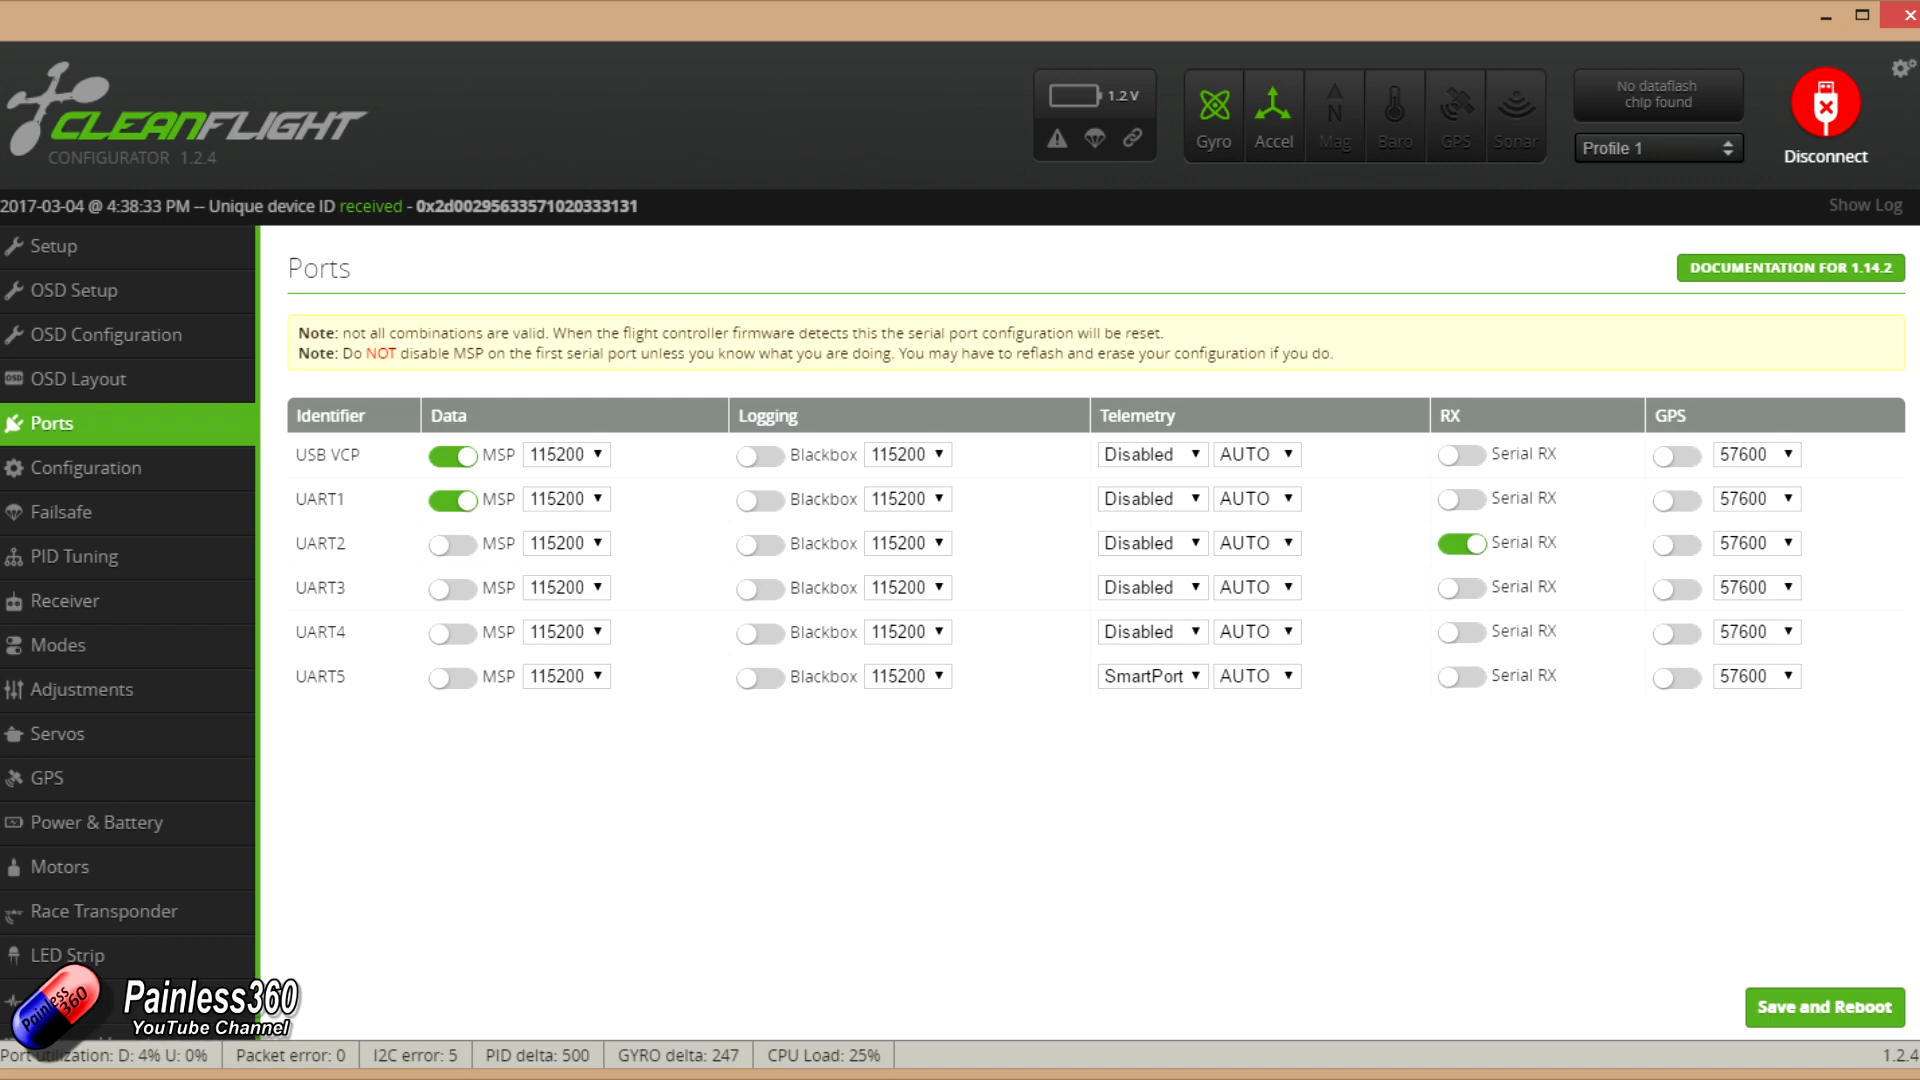 1.2 V
No dataflash
chip found
Gyro Accel Mag Baro GPS Sonar
Profile 1
Disconnect
CLEANFLIGHT
CONFIGURATOR 1.2.4
2017-03-04 @ 4:38:33 PM -- Unique device ID received - 0x2d00295633571020333131
Show Log
Setup
OSD Setup
OSD Configuration
OSD Layout
Ports
Configuration
Failsafe
PID Tuning
Receiver
Modes
Adjustments
Servos
GPS
Power & Battery
Motors
Race Transponder
LED Strip
Ports
DOCUMENTATION FOR 1.14.2
Note: not all combinations are valid. When the flight controller firmware detects this the serial port configuration will be reset.
Note: Do NOT disable MSP on the first serial port unless you know what you are doing. You may have to reflash and erase your configuration if you do.
Identifier Data Logging Telemetry RX GPS
USB VCP MSP 115200 Blackbox 115200 Disabled AUTO Serial RX 57600
UART1 MSP 115200 Blackbox 115200 Disabled AUTO Serial RX 57600
UART2 MSP 115200 Blackbox 115200 Disabled AUTO Serial RX 57600
UART3 MSP 115200 Blackbox 115200 Disabled AUTO Serial RX 57600
UART4 MSP 115200 Blackbox 115200 Disabled AUTO Serial RX 57600
UART5 MSP 115200 Blackbox 115200 SmartPort AUTO Serial RX 57600
Save and Reboot
Painless 360
Painless360
YouTube Channel
Port utilization: D: 4% U: 0% Packet error: 0 I2C error: 5 PID delta: 500 GYRO delta: 247 CPU Load: 25% 1.2.4